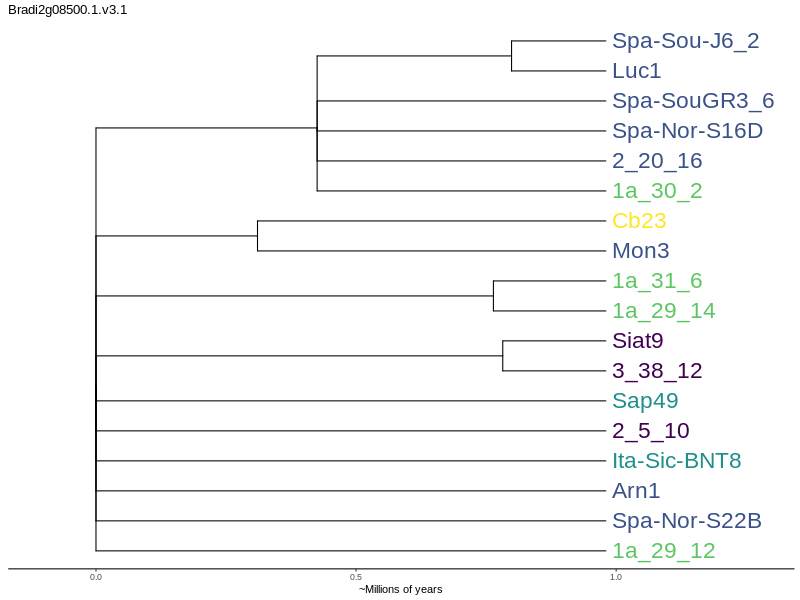 Bradi2g08500.1.v3.1
Spa-Sou-J6_2
Luc1
Spa-SouGR3_6
Spa-Nor-S16D
2_20_16
1a_30_2
Cb23
Mon3
1a_31_6
1a_29_14
Siat9
3_38_12
Sap49
2_5_10
Ita-Sic-BNT8
Arn1
Spa-Nor-S22B
1a_29_12
0.0 0.5 1.0
~Millions of years